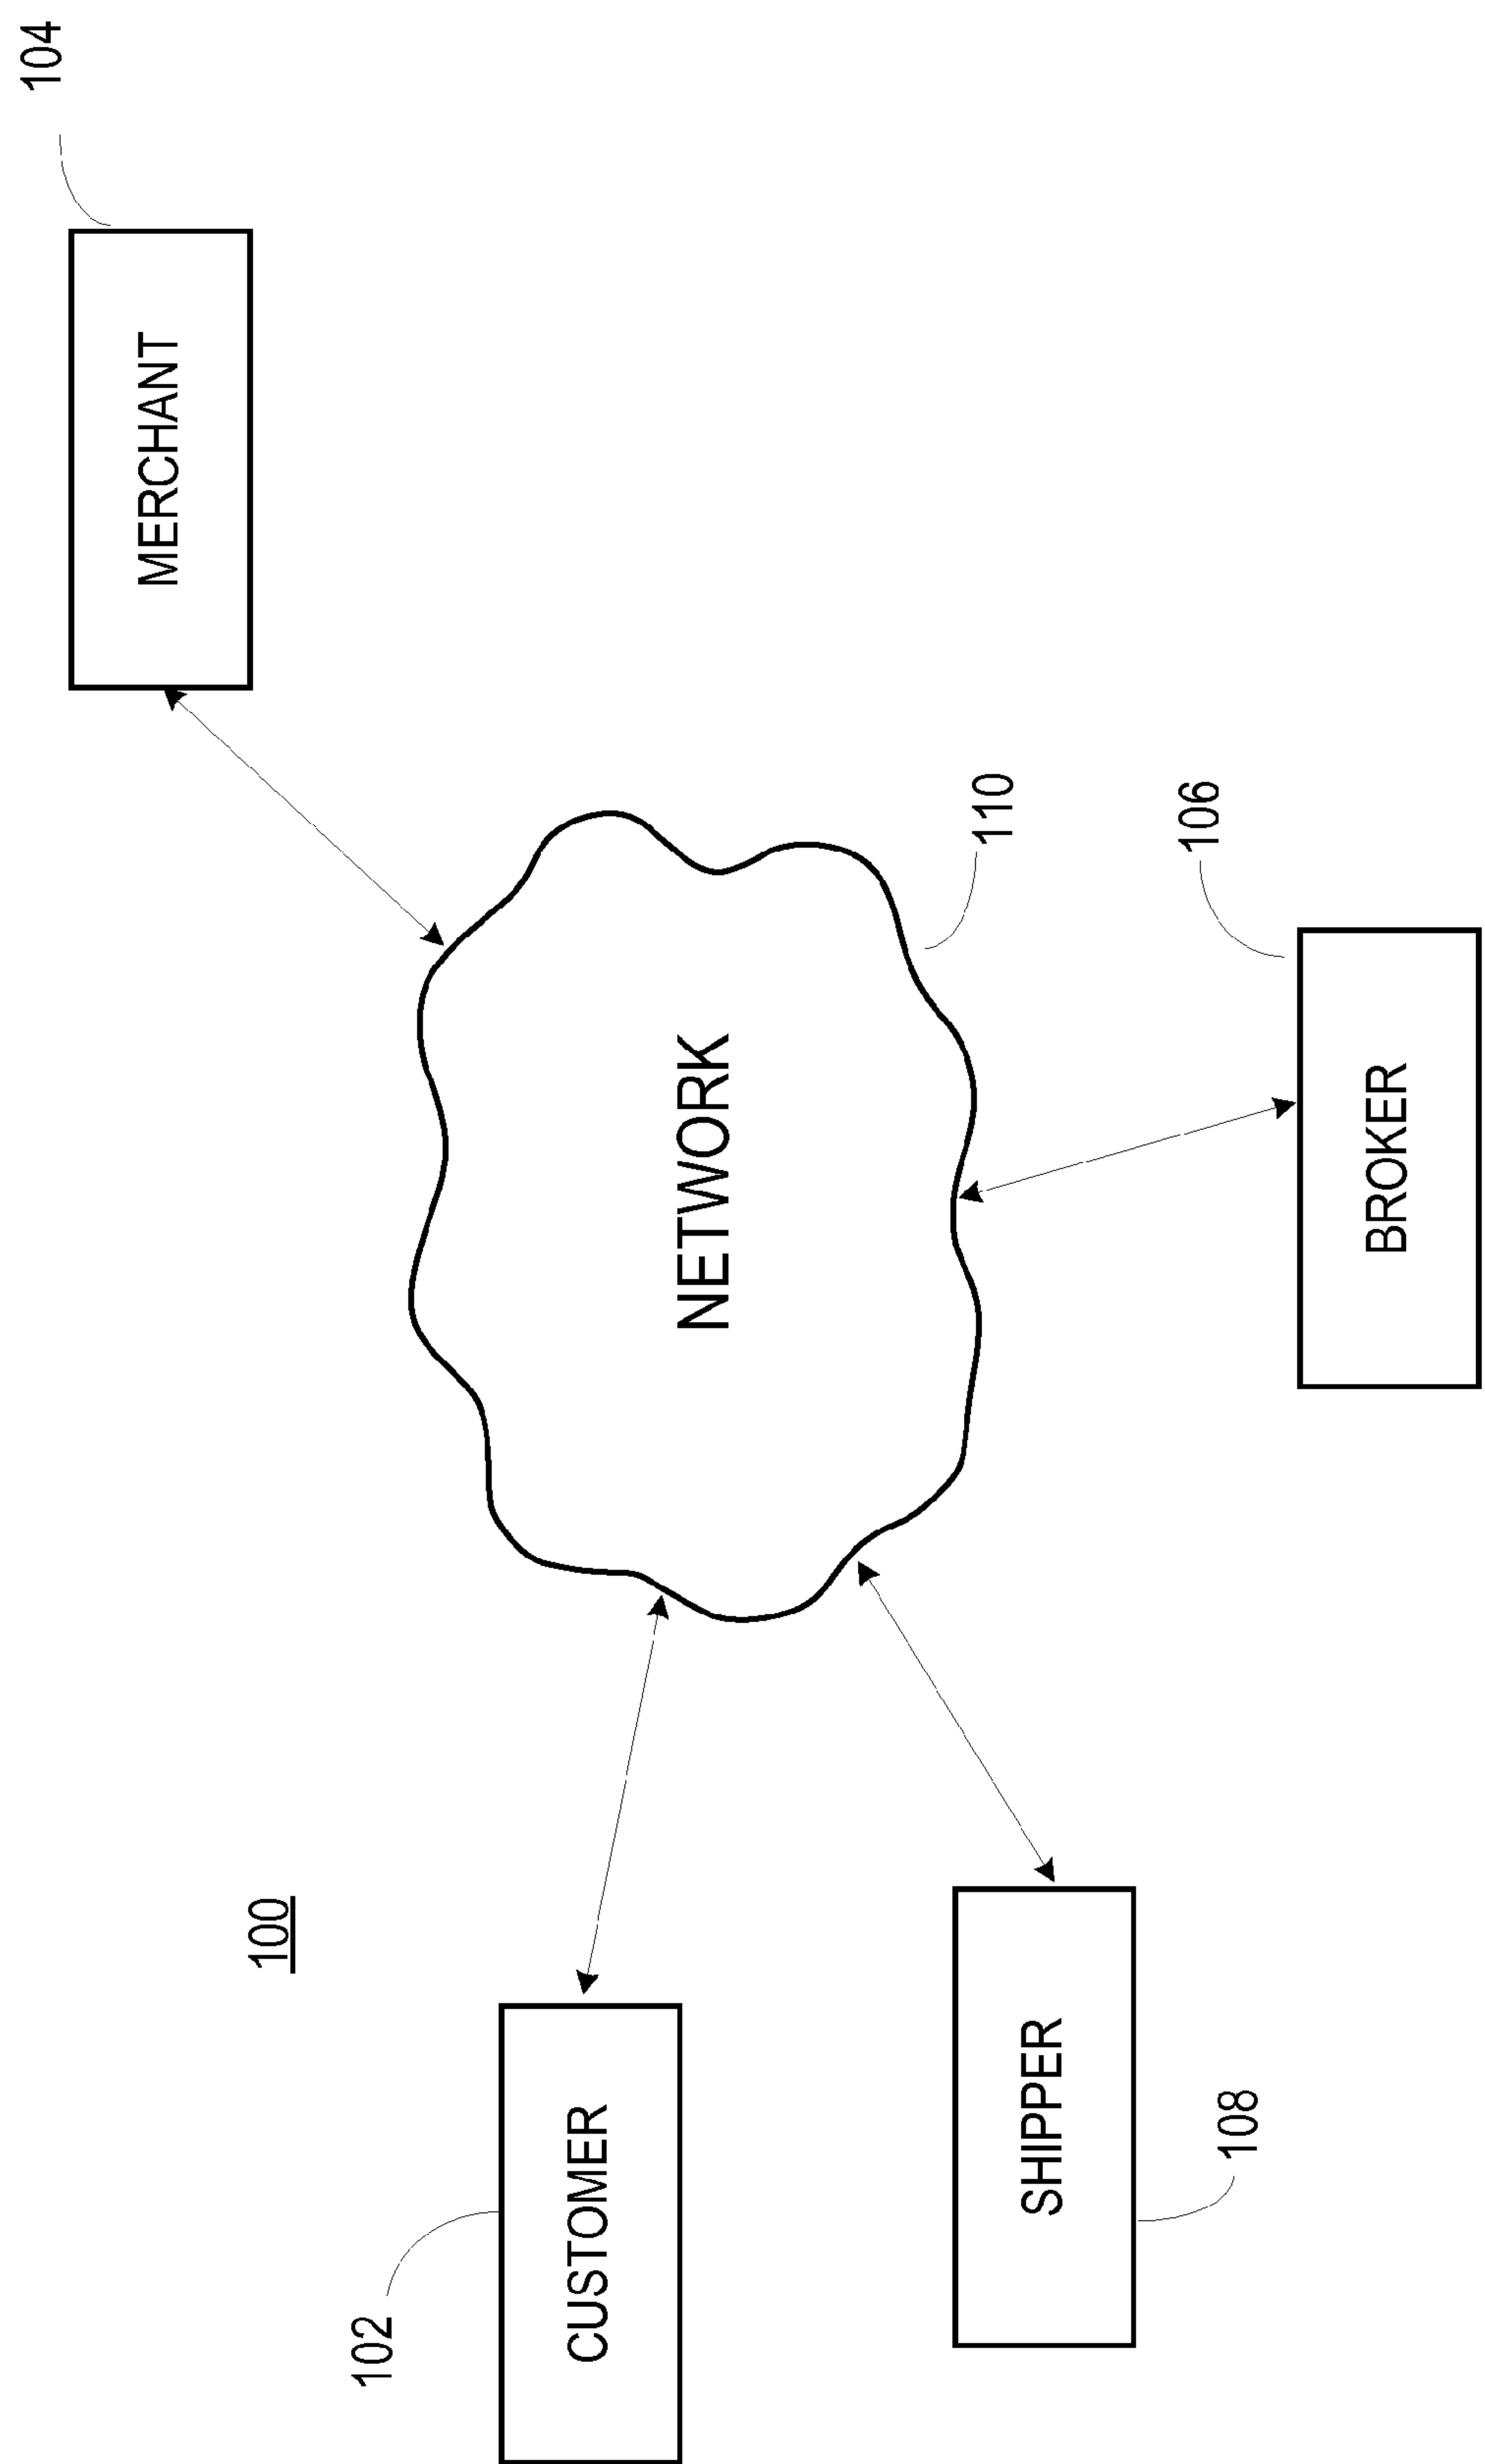 100
104
MERCHANT
102
CUSTOMER
NETWORK
110
SHIPPER
108
106
BROKER